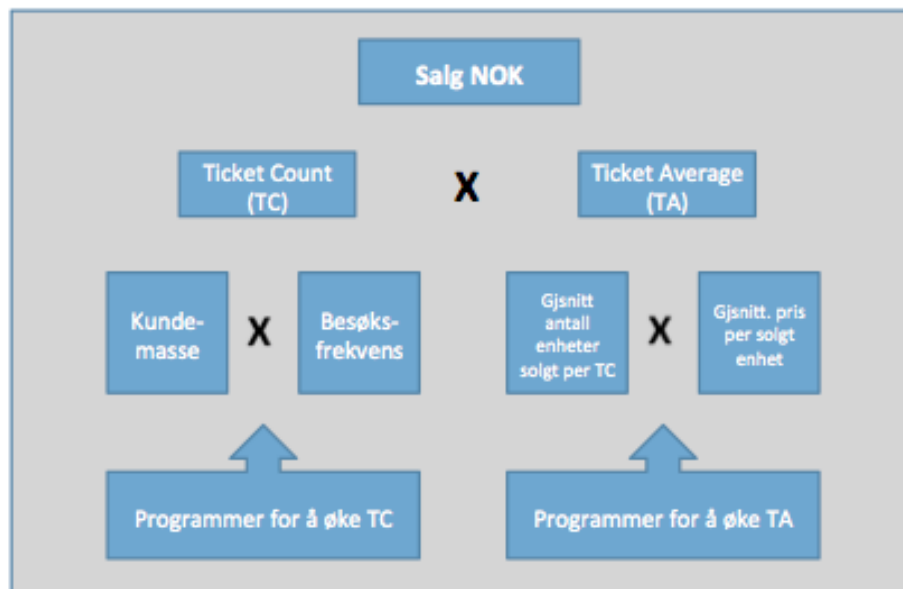 Salg NOK
Ticket Count
(TC)
X
Ticket Average
(TA)
Kunde-
masse
X
Besøks-
frekvens
Gjsnitt
antall
enheter
solgt per TC
X
Gjsnitt. pris
per solgt
enhet
Programmer for å øke TC
Programmer for å øke TA